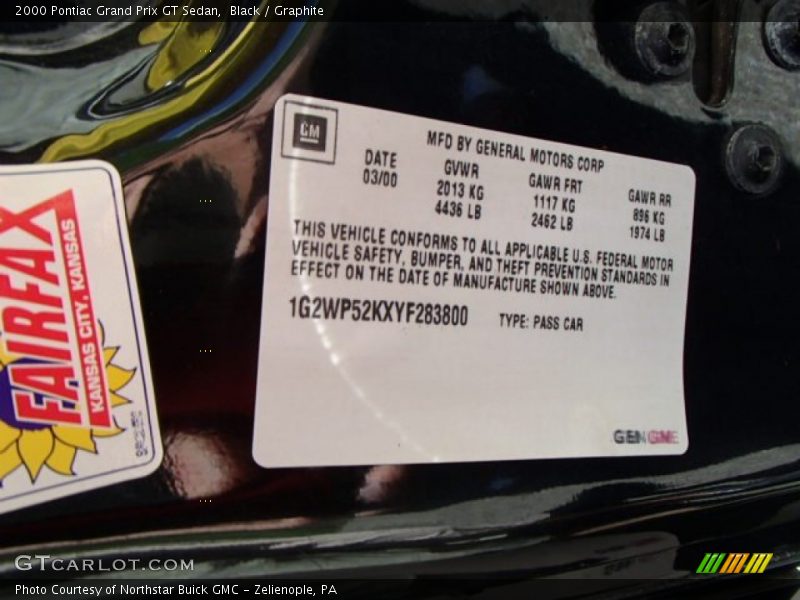 2000 Pontiac Grand Prix GT Sedan, Black / Graphite
GM
MFD BY GENERAL MOTORS CORP
DATE GVWR GAWR FRT GAWR RR
03/00 2013 KG 1117 KG 896 KG
4436 LB 2462 LB 1974 LB
THIS VEHICLE CONFORMS TO ALL APPLICABLE U.S. FEDERAL MOTOR
VEHICLE SAFETY, BUMPER, AND THEFT PREVENTION STANDARDS IN
EFFECT ON THE DATE OF MANUFACTURE SHOWN ABOVE.
1G2WP52KXYF283800 TYPE: PASS CAR
FAIRFAX
KANSAS CITY, KANSAS
GTCARLOT.COM
Photo Courtesy of Northstar Buick GMC - Zelienople, PA